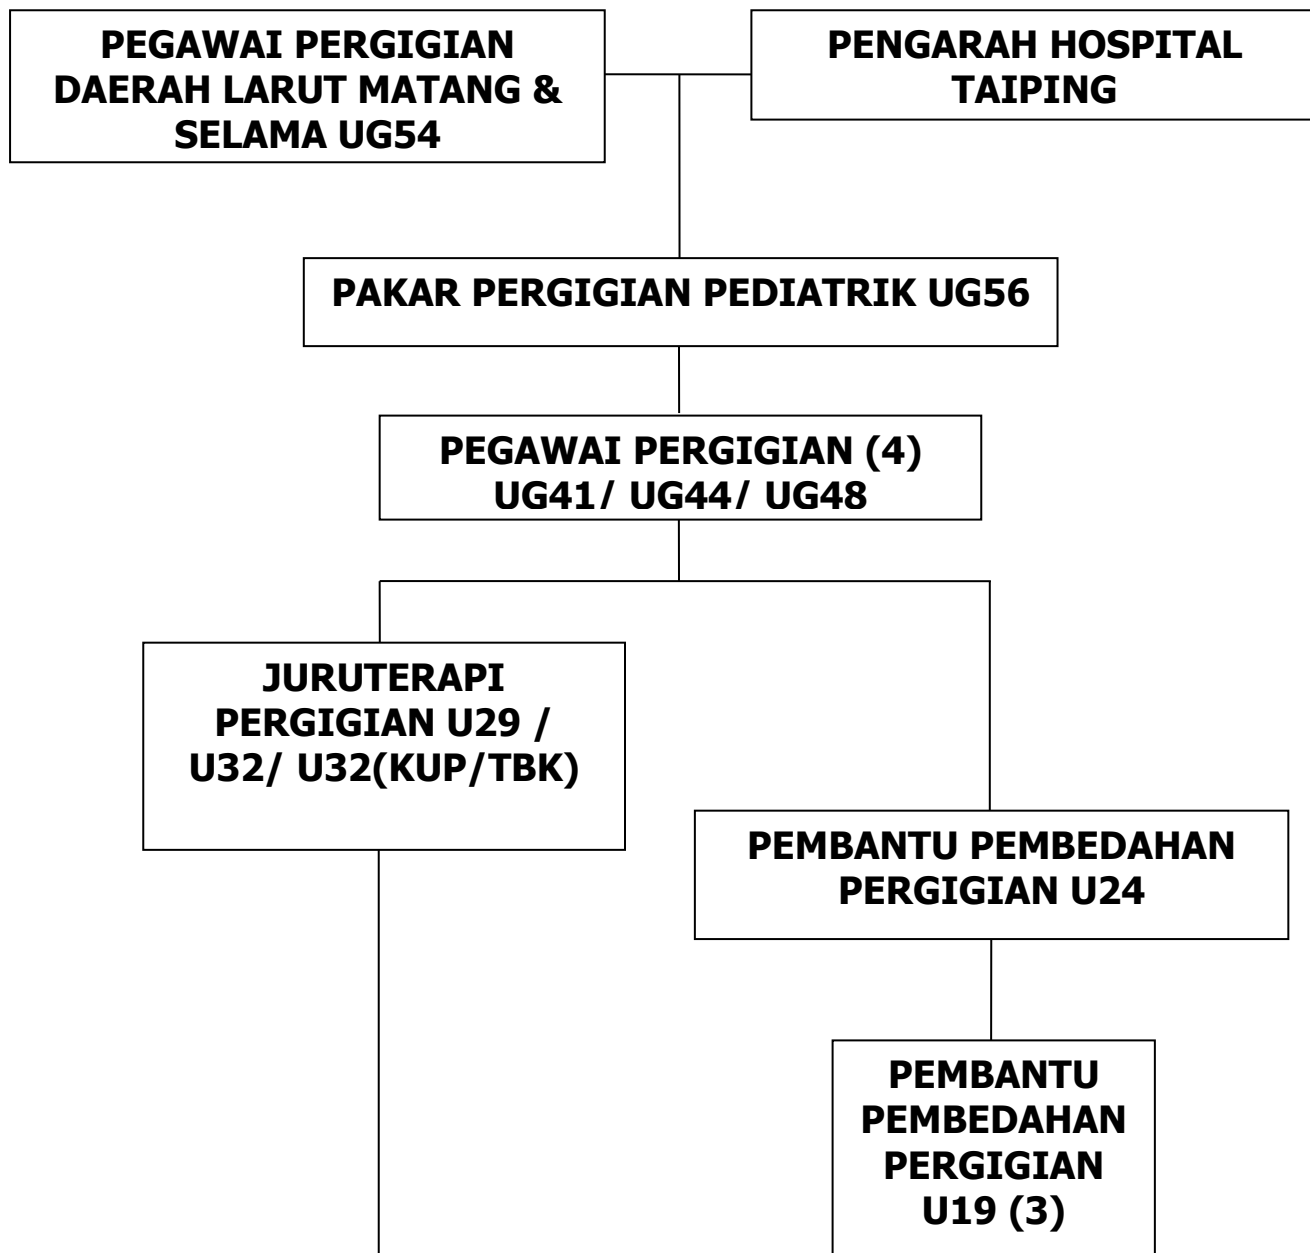 PEGAWAI PERGIGIAN
DAERAH LARUT MATANG &
SELAMA UG54
PENGARAH HOSPITAL
TAIPING
PAKAR PERGIGIAN PEDIATRIK UG56
PEGAWAI PERGIGIAN (4)
UG41/ UG44/ UG48
JURUTERAPI
PERGIGIAN U29 /
U32/ U32(KUP/TBK)
PEMBANTU PEMBEDAHAN
PERGIGIAN U24
PEMBANTU
PEMBEDAHAN
PERGIGIAN
U19 (3)